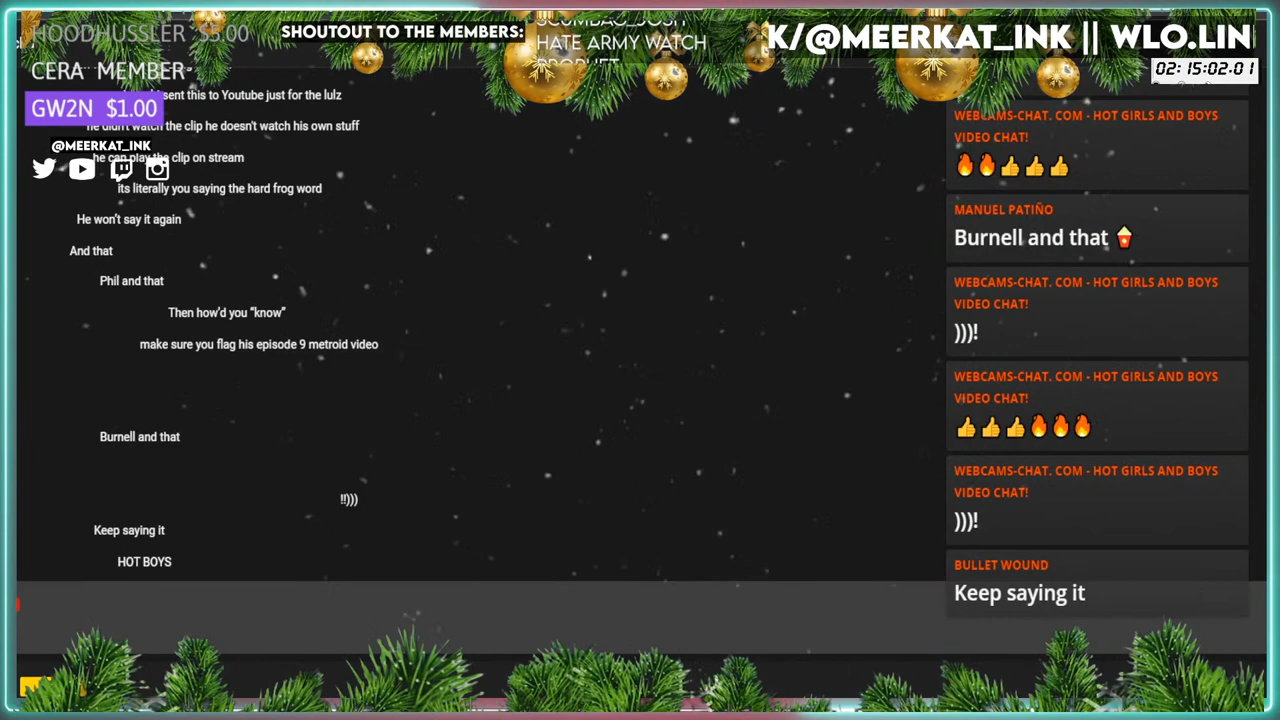 HOODHUSSLER $5.00
CERA MEMBER
GW2N $1.00
@MEERKAT_INK
SHOUTOUT TO THE MEMBERS:
SCUMBAG_JOSH
HATE ARMY WATCH
PROPHET
K/@MEERKAT_INK || WLO.LIN
02:15:02.01
sent this to Youtube just for the lulz
he didn't watch the clip he doesn't watch his own stuff
he can play the clip on stream
its literally you saying the hard frog word
He won't say it again
And that
Phil and that
Then how'd you “know”
make sure you flag his episode 9 metroid video
Burnell and that
!!)))
Keep saying it
HOT BOYS
WEBCAMS-CHAT. COM - HOT GIRLS AND BOYS
VIDEO CHAT!
🔥🔥👍👍👍
MANUEL PATIÑO
Burnell and that 🍿
WEBCAMS-CHAT. COM - HOT GIRLS AND BOYS
VIDEO CHAT!
)))!
WEBCAMS-CHAT. COM - HOT GIRLS AND BOYS
VIDEO CHAT!
👍👍👍🔥🔥🔥
WEBCAMS-CHAT. COM - HOT GIRLS AND BOYS
VIDEO CHAT!
)))!
BULLET WOUND
Keep saying it